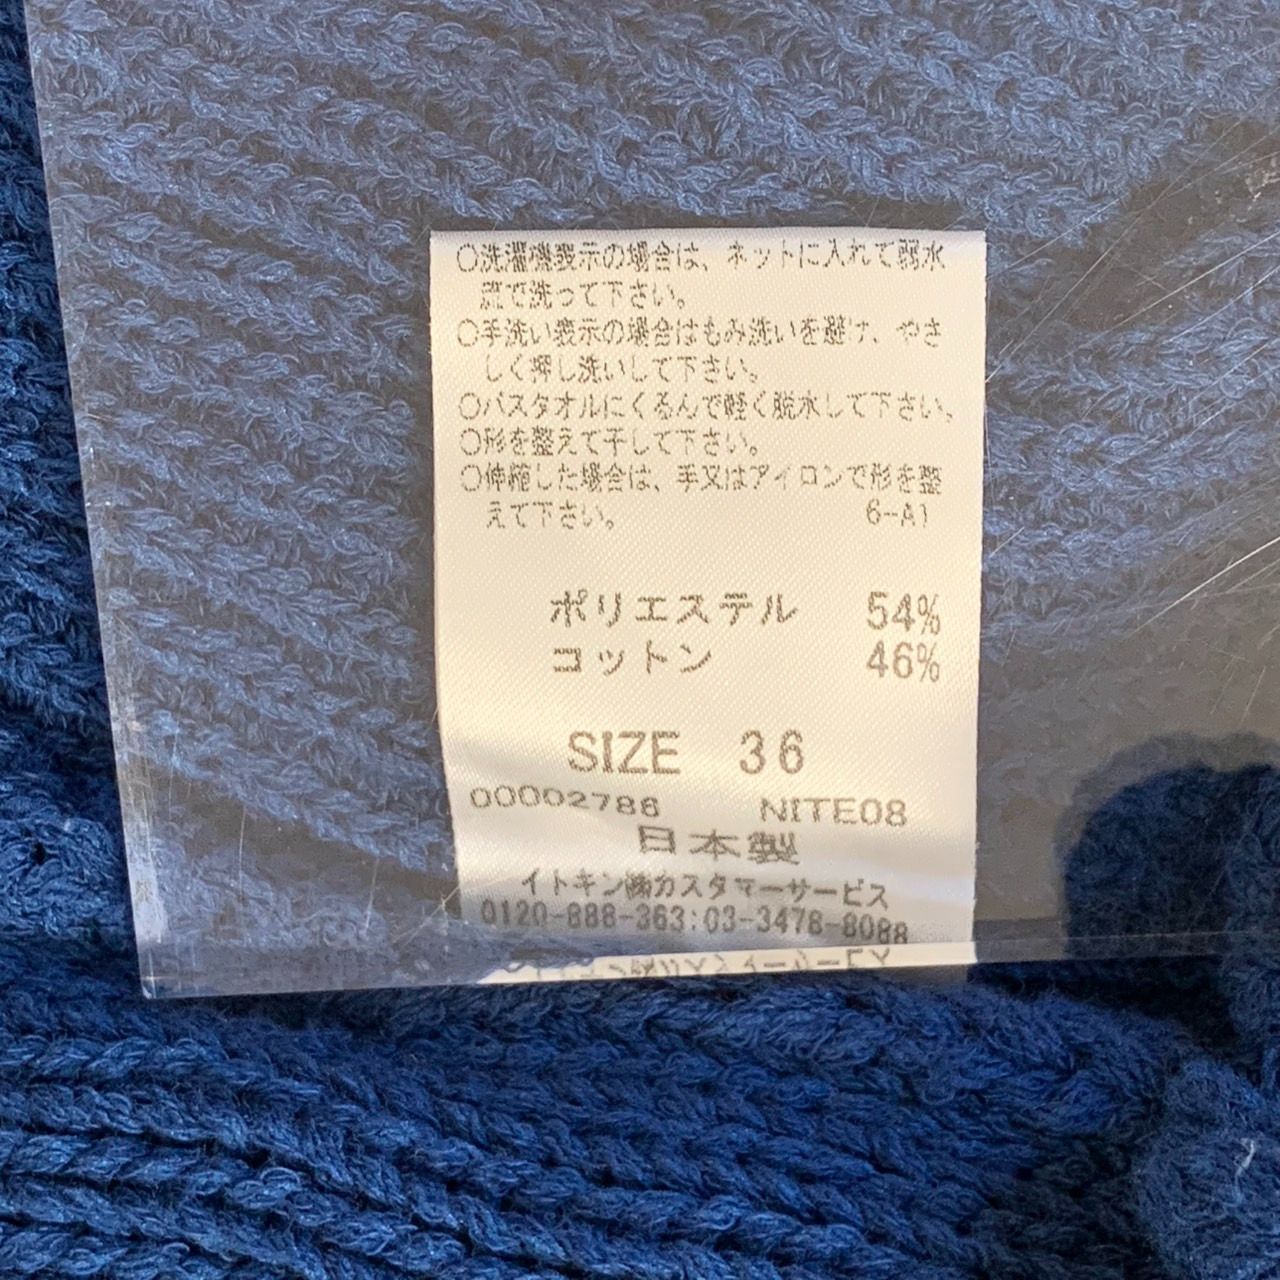 ○洗濯機表示の場合は、ネットに入れて弱水
流で洗って下さい。
○手洗い表示の場合はもみ洗いを避け、やさ
しく押し洗いして下さい。
○バスタオルにくるんで軽く脱水して下さい。
○形を整えて干して下さい。
○伸縮した場合は、手又はアイロンで形を整
えて下さい。 6-A1
ポリエステル 54%
コットン 46%
SIZE 36
00002786 NITE08
日本製
イトキン㈱カスタマーサービス
0120-888-363:03-3478-8088